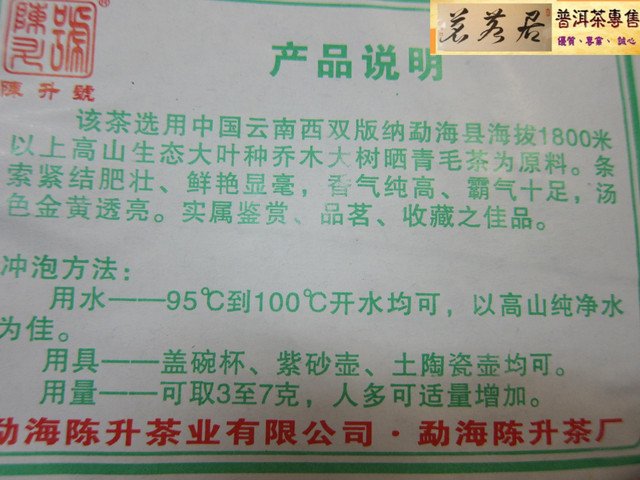 茗茗居
普洱茶專售
優質、專業、誠心
陳升號
陳升號
产品说明
该茶选用中国云南西双版纳勐海县海拔1800米
以上高山生态大叶种乔木大树晒青毛茶为原料。条
索紧结肥壮、鲜艳显毫，香气纯高、霸气十足，汤
色金黄透亮。实属鉴赏、品茗、收藏之佳品。
冲泡方法：
用水——95℃到100℃开水均可，以高山纯净水
为佳。
用具——盖碗杯、紫砂壶、土陶瓷壶均可。
用量——可取3至7克，人多可适量增加。
勐海陈升茶业有限公司·勐海陈升茶厂